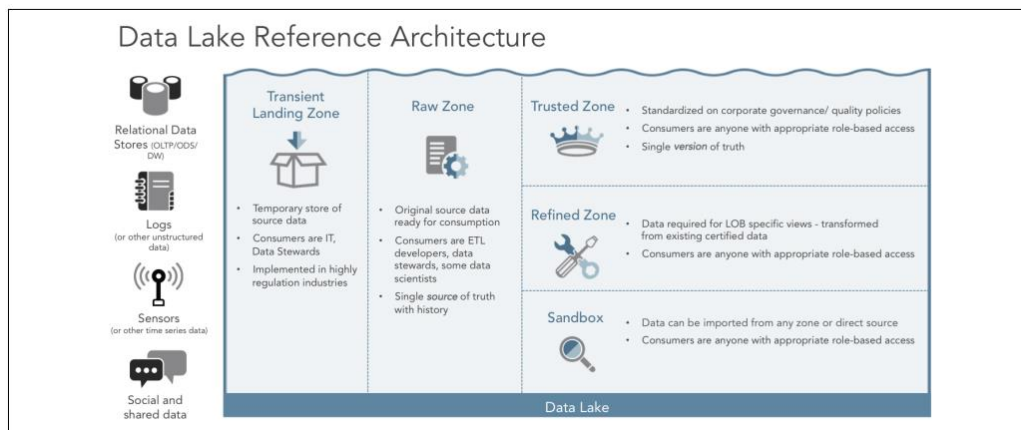 Data Lake Reference Architecture
Relational Data
Stores (OLTP/ODS/
DW)
Logs
(or other unstructured
data)
Sensors
(or other time series data)
Social and
shared data
Transient
Landing Zone
• Temporary store of
source data
• Consumers are IT,
Data Stewards
• Implemented in highly
regulation industries
Raw Zone
• Original source data
ready for consumption
• Consumers are ETL
developers, data
stewards, some data
scientists
• Single source of truth
with history
Trusted Zone
• Standardized on corporate governance/ quality policies
• Consumers are anyone with appropriate role-based access
• Single version of truth
Refined Zone
• Data required for LOB specific views - transformed
from existing certified data
• Consumers are anyone with appropriate role-based access
Sandbox
• Data can be imported from any zone or direct source
• Consumers are anyone with appropriate role-based access
Data Lake